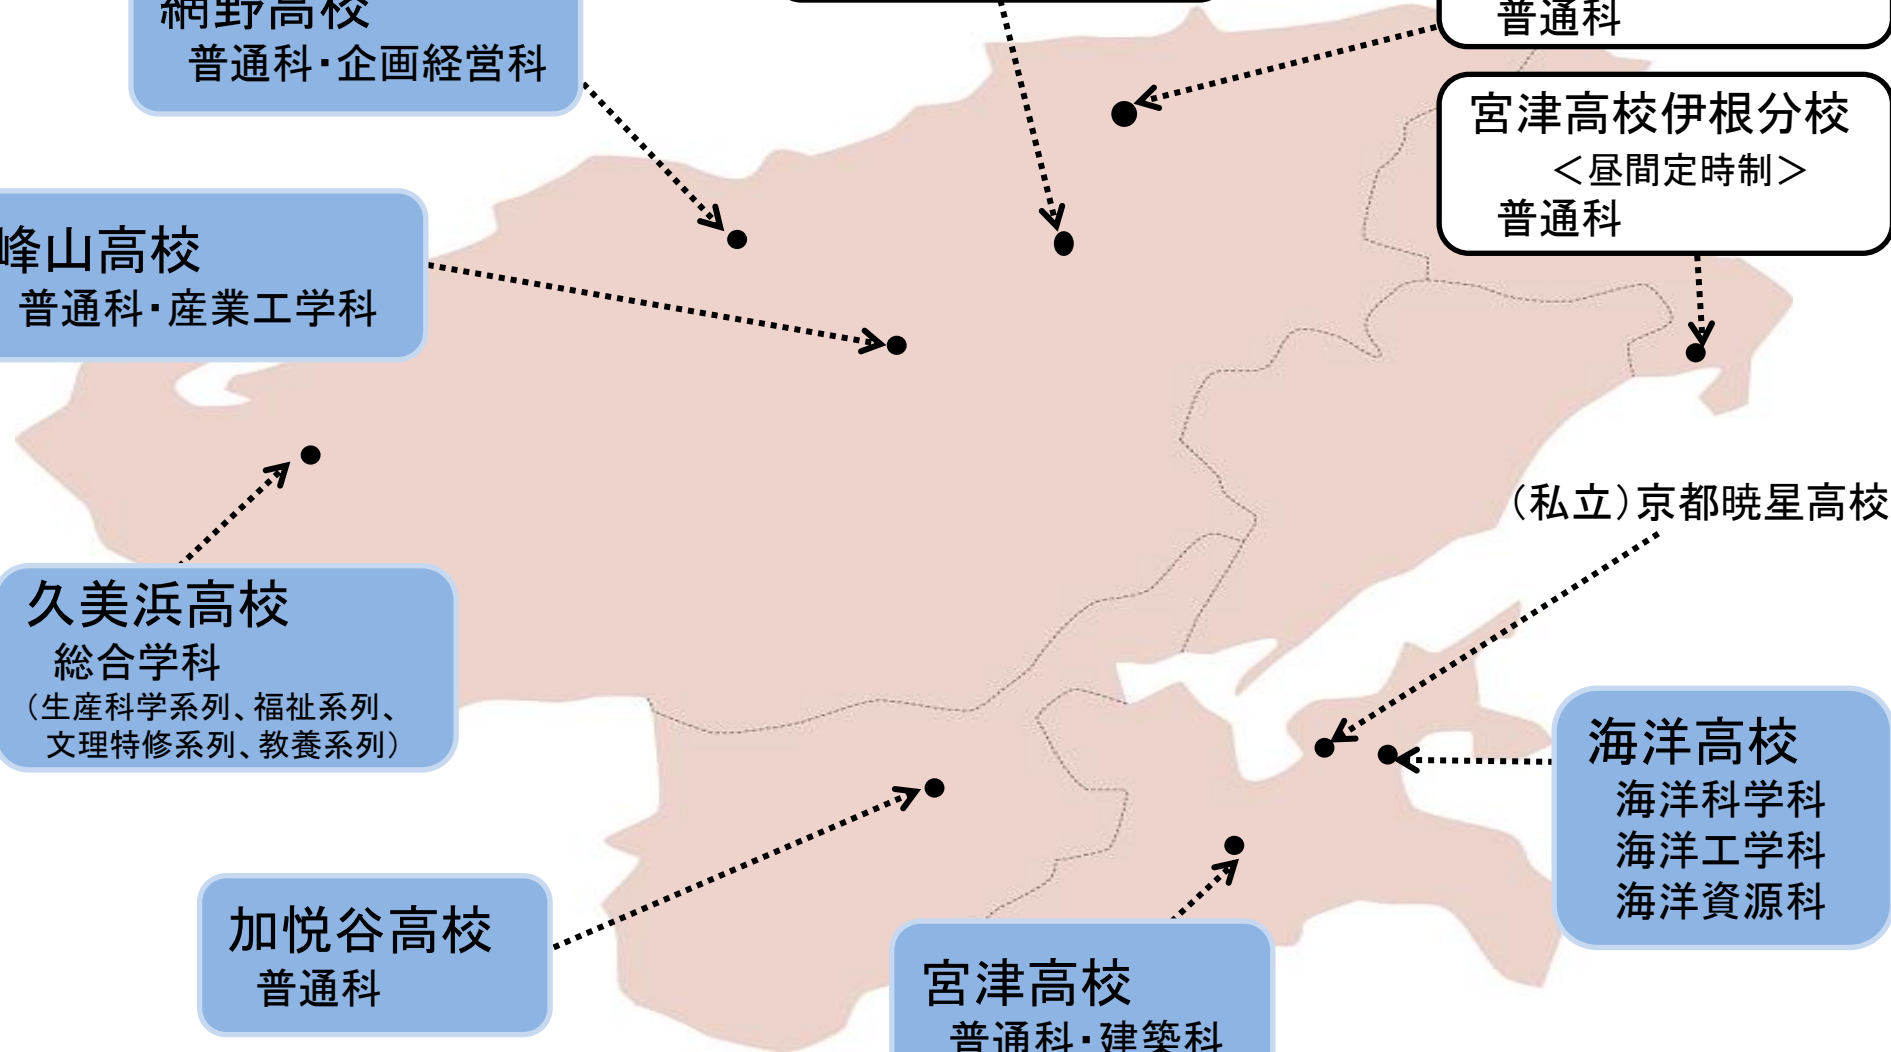 網野高校
普通科・企画経営科
普通科
宮津高校伊根分校
＜昼間定時制＞
普通科
峰山高校
普通科・産業工学科
（私立）京都暁星高校
久美浜高校
総合学科
（生産科学系列、福祉系列、
文理特修系列、教養系列）
海洋高校
海洋科学科
海洋工学科
海洋資源科
加悦谷高校
普通科
宮津高校
普通科・建築科